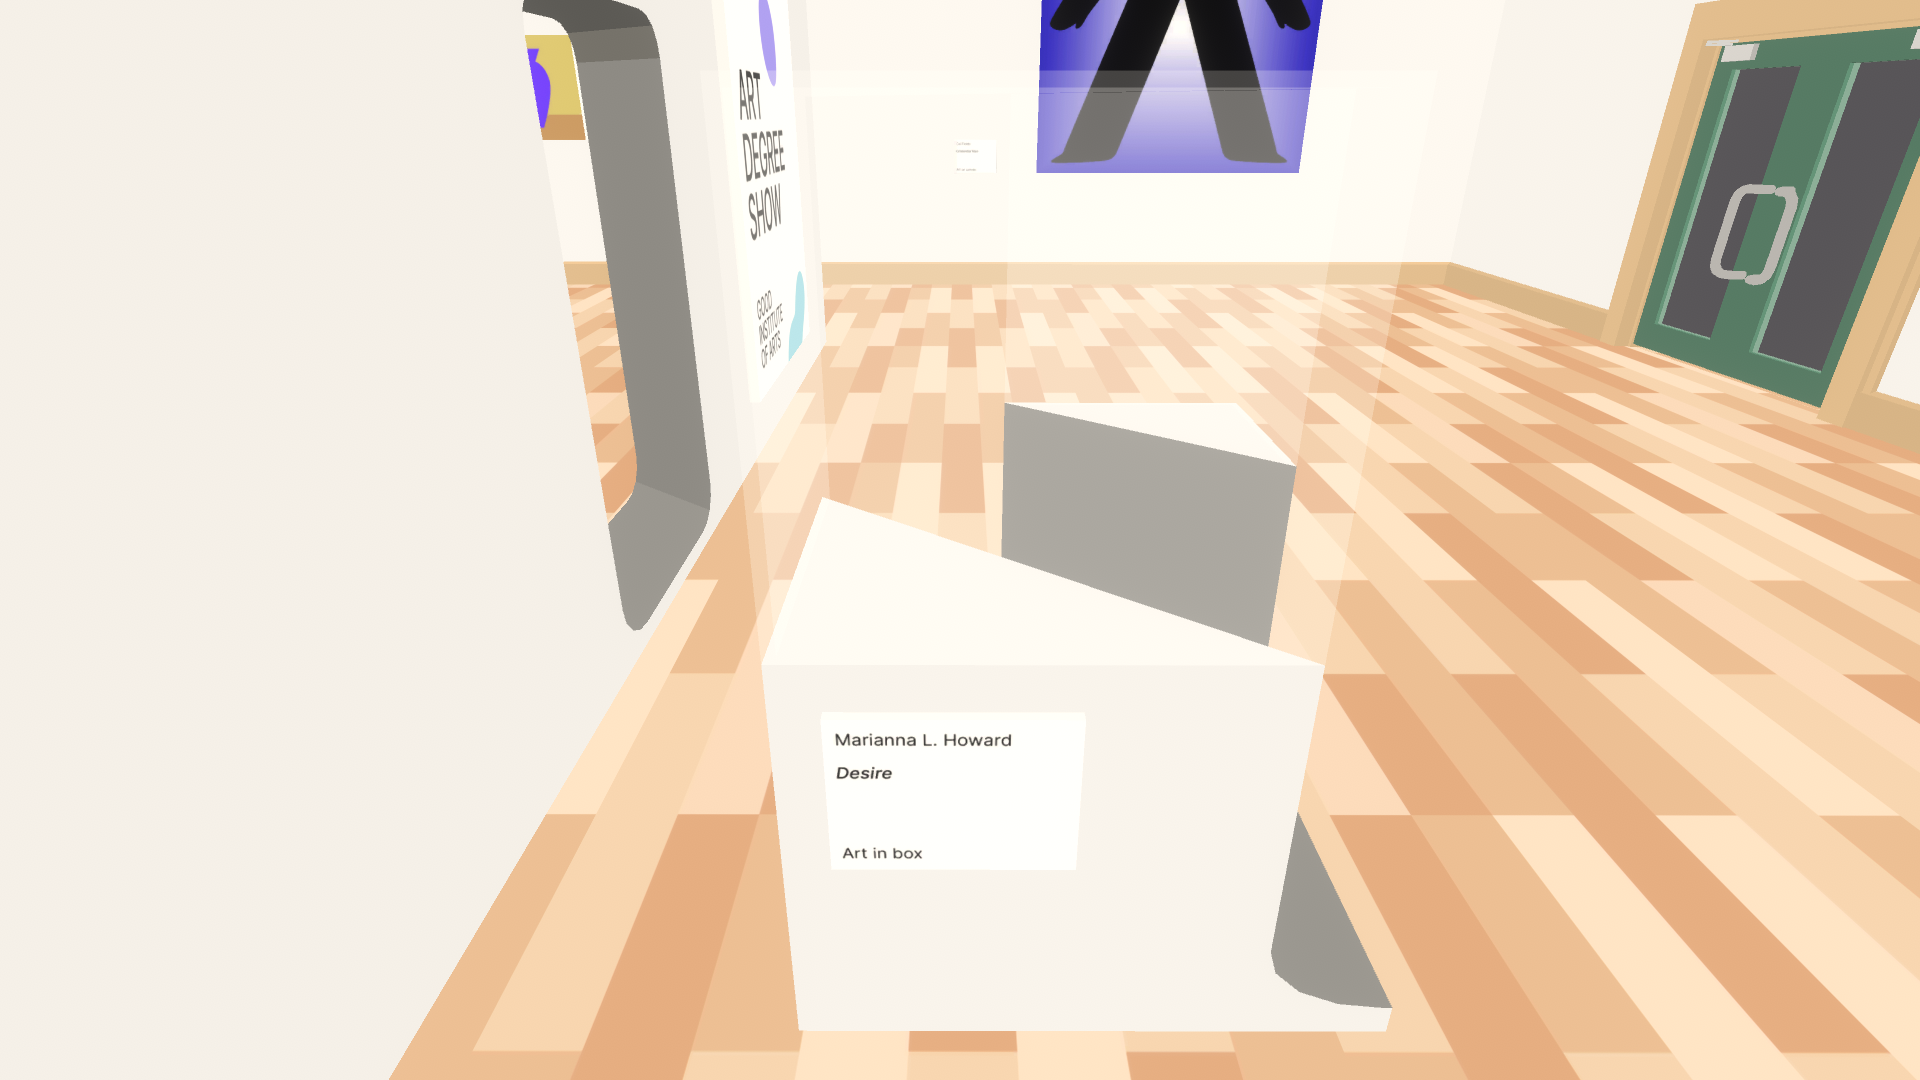 ART
DEGREE
SHOW
GOOD
INSTITUTE
OF ARTS
Marianna L. Howard
Desire
Art in box